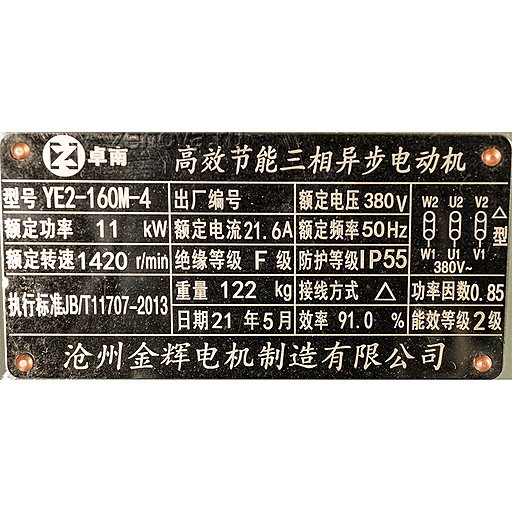 卓南 高效节能三相异步电动机
型号 YE2-160M-4 出厂编号 额定电压 380V W2 U2 V2
额定功率 11 kW 额定电流 21.6A 额定频率 50Hz △型
W1 U1 V1
额定转速 1420 r/min 绝缘等级 F 级 防护等级 IP55 380V~
执行标准JB/T11707-2013 重量 122 kg 接线方式 △ 功率因数 0.85
日期 21 年 5 月 效率 91.0 % 能效等级 2 级
沧州金辉电机制造有限公司